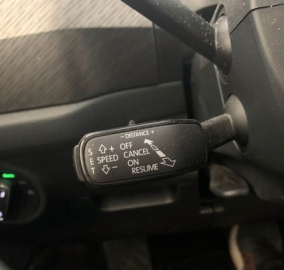 - DISTANCE +
S + OFF
E SPEED CANCEL
ON
T - RESUME